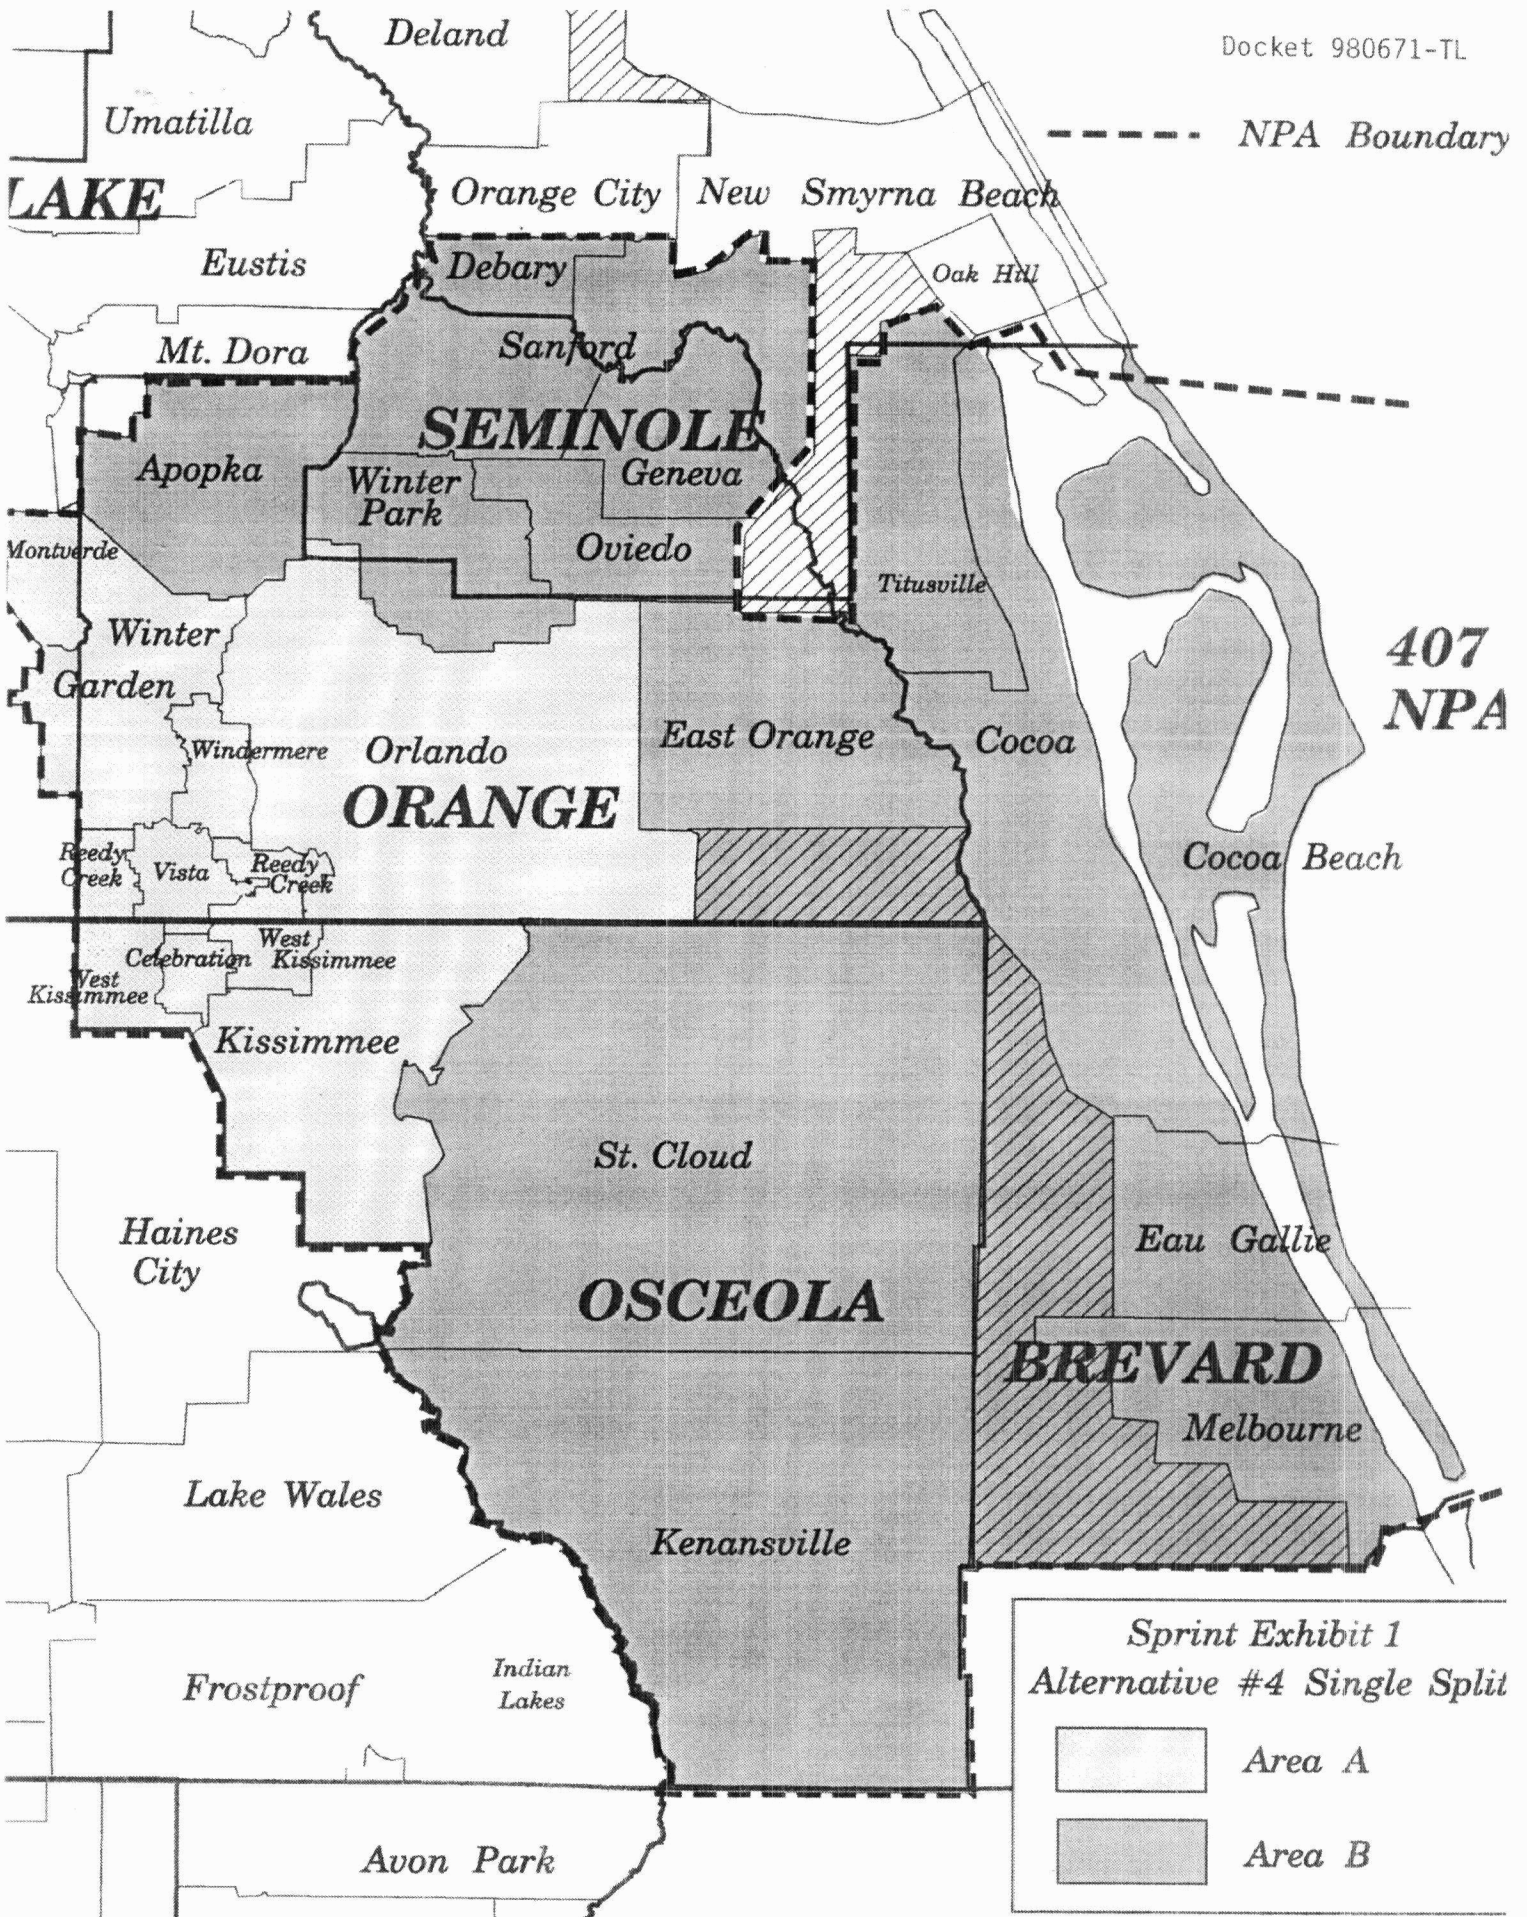 Deland
Docket 980671-TL
Umatilla
NPA Boundary
LAKE
Orange City
New Smyrna Beach
Eustis
Debary
Oak Hill
Mt. Dora
Sanford
SEMINOLE
Apopka
Winter
Park
Geneva
Montverde
Oviedo
Titusville
Winter
Garden
407
NPA
Windermere
Orlando
East Orange
Cocoa
ORANGE
Reedy
Creek
Vista
Reedy
Creek
Cocoa Beach
Celebration
West
Kissimmee
West
Kissimmee
Kissimmee
St. Cloud
Haines
City
Eau Gallie
OSCEOLA
BREVARD
Melbourne
Lake Wales
Kenansville
Frostproof
Indian
Lakes
Sprint Exhibit 1
Alternative #4 Single Split
Area A
Area B
Avon Park